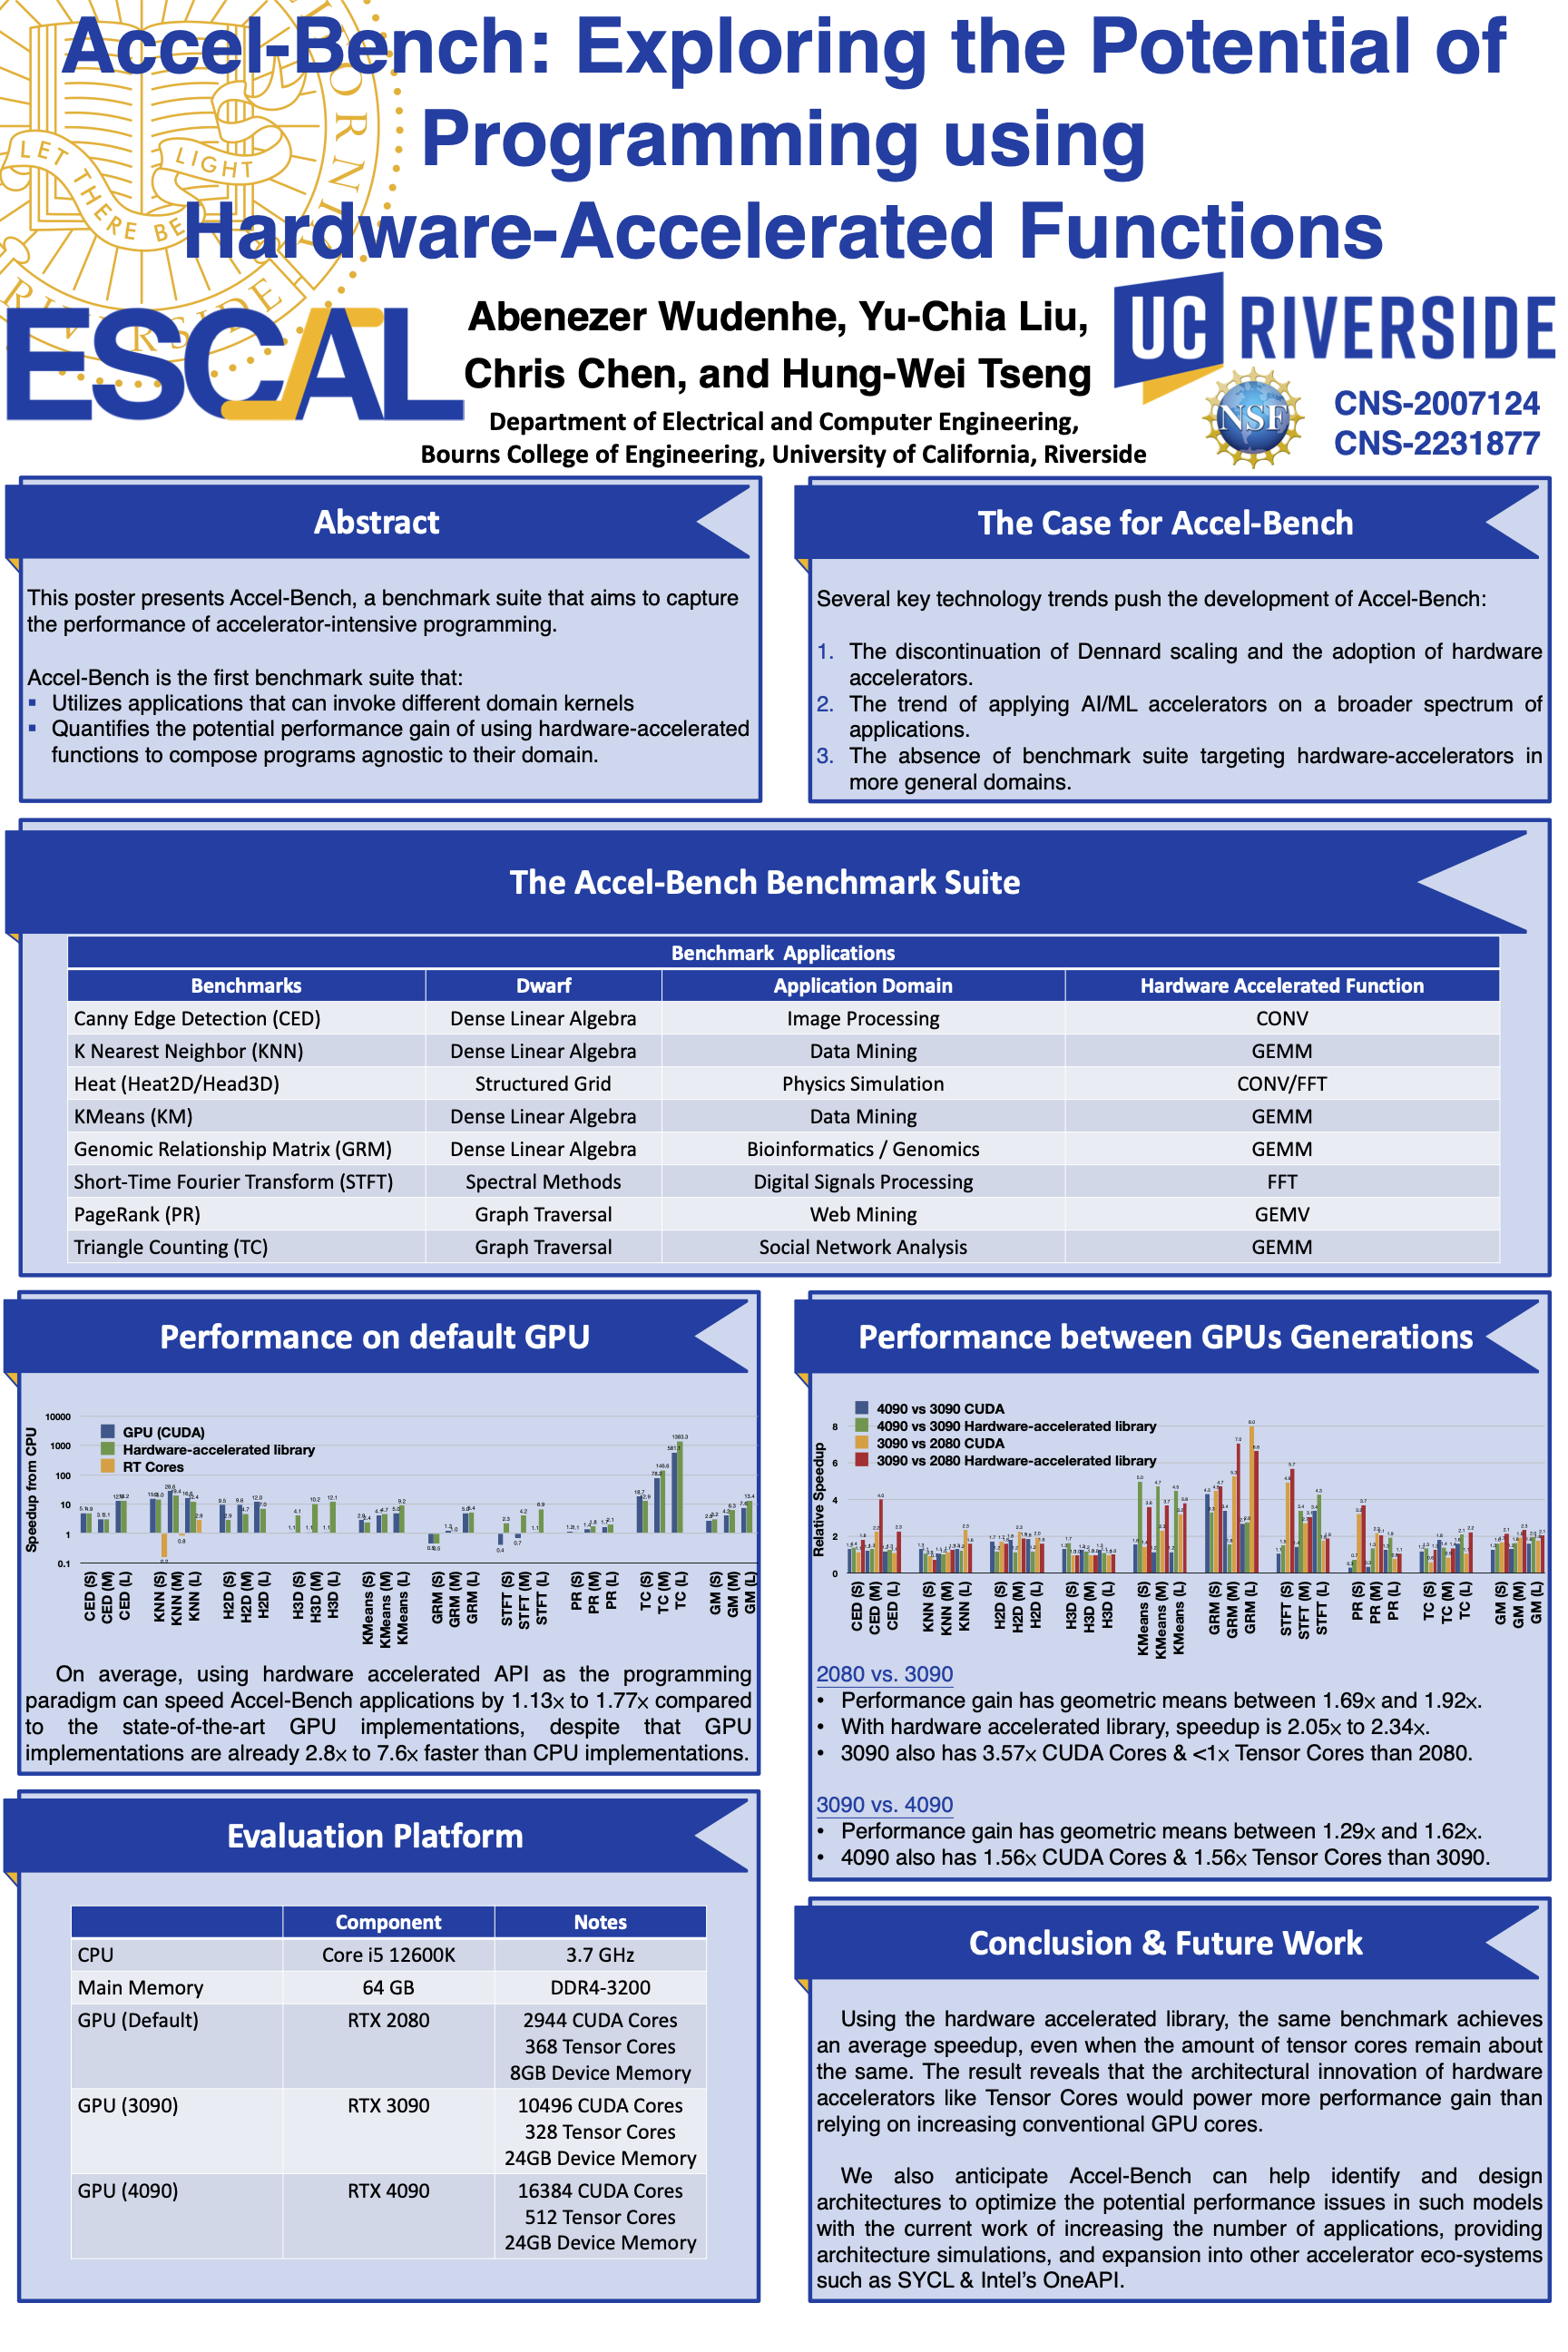 Accel-Bench: Exploring the Potential of
Programming using
Hardware-Accelerated Functions
LET THERE BE LIGHT
RIVERSIDE
ESCAL
Abenezer Wudenhe, Yu-Chia Liu,
Chris Chen, and Hung-Wei Tseng
Department of Electrical and Computer Engineering,
Bourns College of Engineering, University of California, Riverside
UC RIVERSIDE
NSF
CNS-2007124
CNS-2231877
Abstract
This poster presents Accel-Bench, a benchmark suite that aims to capture
the performance of accelerator-intensive programming.
Accel-Bench is the first benchmark suite that:
▪ Utilizes applications that can invoke different domain kernels
▪ Quantifies the potential performance gain of using hardware-accelerated
functions to compose programs agnostic to their domain.
The Case for Accel-Bench
Several key technology trends push the development of Accel-Bench:
1. The discontinuation of Dennard scaling and the adoption of hardware
accelerators.
2. The trend of applying AI/ML accelerators on a broader spectrum of
applications.
3. The absence of benchmark suite targeting hardware-accelerators in
more general domains.
The Accel-Bench Benchmark Suite
Benchmark Applications
Benchmarks Dwarf Application Domain Hardware Accelerated Function
Canny Edge Detection (CED) Dense Linear Algebra Image Processing CONV
K Nearest Neighbor (KNN) Dense Linear Algebra Data Mining GEMM
Heat (Heat2D/Head3D) Structured Grid Physics Simulation CONV/FFT
KMeans (KM) Dense Linear Algebra Data Mining GEMM
Genomic Relationship Matrix (GRM) Dense Linear Algebra Bioinformatics / Genomics GEMM
Short-Time Fourier Transform (STFT) Spectral Methods Digital Signals Processing FFT
PageRank (PR) Graph Traversal Web Mining GEMV
Triangle Counting (TC) Graph Traversal Social Network Analysis GEMM
Performance on default GPU
Speedup from CPU
10000
1000
100
10
1
0.1
GPU (CUDA)
Hardware-accelerated library
RT Cores
CED (S) CED (M) CED (L) KNN (S) KNN (M) KNN (L) H2D (S) H2D (M) H2D (L) H3D (S) H3D (M) H3D (L) KMeans (S) KMeans (M) KMeans (L) GRM (S) GRM (M) GRM (L) STFT (S) STFT (M) STFT (L) PR (S) PR (M) PR (L) TC (S) TC (M) TC (L) GM (S) GM (M) GM (L)
On average, using hardware accelerated API as the programming
paradigm can speed Accel-Bench applications by 1.13x to 1.77x compared
to the state-of-the-art GPU implementations, despite that GPU
implementations are already 2.8x to 7.6x faster than CPU implementations.
Performance between GPUs Generations
Relative Speedup
8
6
4
2
0
4090 vs 3090 CUDA
4090 vs 3090 Hardware-accelerated library
3090 vs 2080 CUDA
3090 vs 2080 Hardware-accelerated library
CED (S) CED (M) CED (L) KNN (S) KNN (M) KNN (L) H2D (S) H2D (M) H2D (L) H3D (S) H3D (M) H3D (L) KMeans (S) KMeans (M) KMeans (L) GRM (S) GRM (M) GRM (L) STFT (S) STFT (M) STFT (L) PR (S) PR (M) PR (L) TC (S) TC (M) TC (L) GM (S) GM (M) GM (L)
2080 vs. 3090
• Performance gain has geometric means between 1.69x and 1.92x.
• With hardware accelerated library, speedup is 2.05x to 2.34x.
• 3090 also has 3.57x CUDA Cores & <1x Tensor Cores than 2080.
3090 vs. 4090
• Performance gain has geometric means between 1.29x and 1.62x.
• 4090 also has 1.56x CUDA Cores & 1.56x Tensor Cores than 3090.
Evaluation Platform
Component Notes
CPU Core i5 12600K 3.7 GHz
Main Memory 64 GB DDR4-3200
GPU (Default) RTX 2080 2944 CUDA Cores
368 Tensor Cores
8GB Device Memory
GPU (3090) RTX 3090 10496 CUDA Cores
328 Tensor Cores
24GB Device Memory
GPU (4090) RTX 4090 16384 CUDA Cores
512 Tensor Cores
24GB Device Memory
Conclusion & Future Work
Using the hardware accelerated library, the same benchmark achieves
an average speedup, even when the amount of tensor cores remain about
the same. The result reveals that the architectural innovation of hardware
accelerators like Tensor Cores would power more performance gain than
relying on increasing conventional GPU cores.
We also anticipate Accel-Bench can help identify and design
architectures to optimize the potential performance issues in such models
with the current work of increasing the number of applications, providing
architecture simulations, and expansion into other accelerator eco-systems
such as SYCL & Intel's OneAPI.